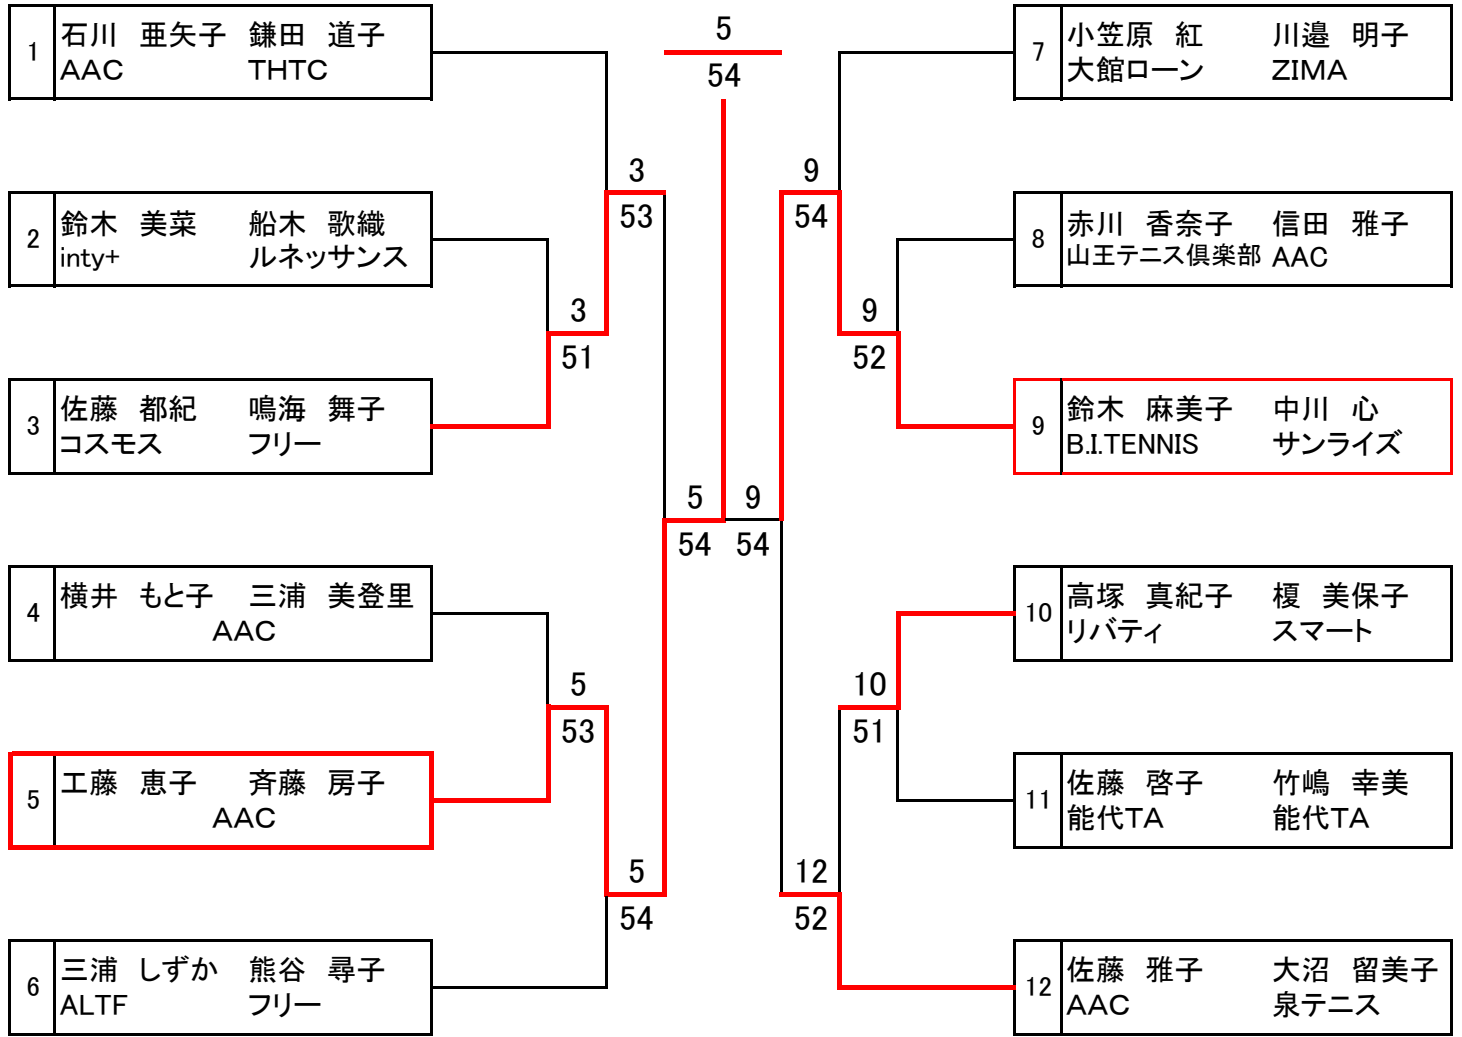 1 石川 亜矢子 鎌田 道子
AAC THTC
2 鈴木 美菜 船木 歌織
inty+ ルネッサンス
3 佐藤 都紀 鳴海 舞子
コスモス フリー
4 横井 もと子 三浦 美登里
AAC
5 工藤 恵子 斉藤 房子
AAC
6 三浦 しずか 熊谷 尋子
ALTF フリー
3
51
5
53
3
53
5
54
5
54
5
54
9
54
9
54
12
52
9
52
10
51
7 小笠原 紅 川邉 明子
大館ローン ZIMA
8 赤川 香奈子 信田 雅子
山王テニス倶楽部 AAC
9 鈴木 麻美子 中川 心
B.I.TENNIS サンライズ
10 高塚 真紀子 榎 美保子
リバティ スマート
11 佐藤 啓子 竹嶋 幸美
能代TA 能代TA
12 佐藤 雅子 大沼 留美子
AAC 泉テニス